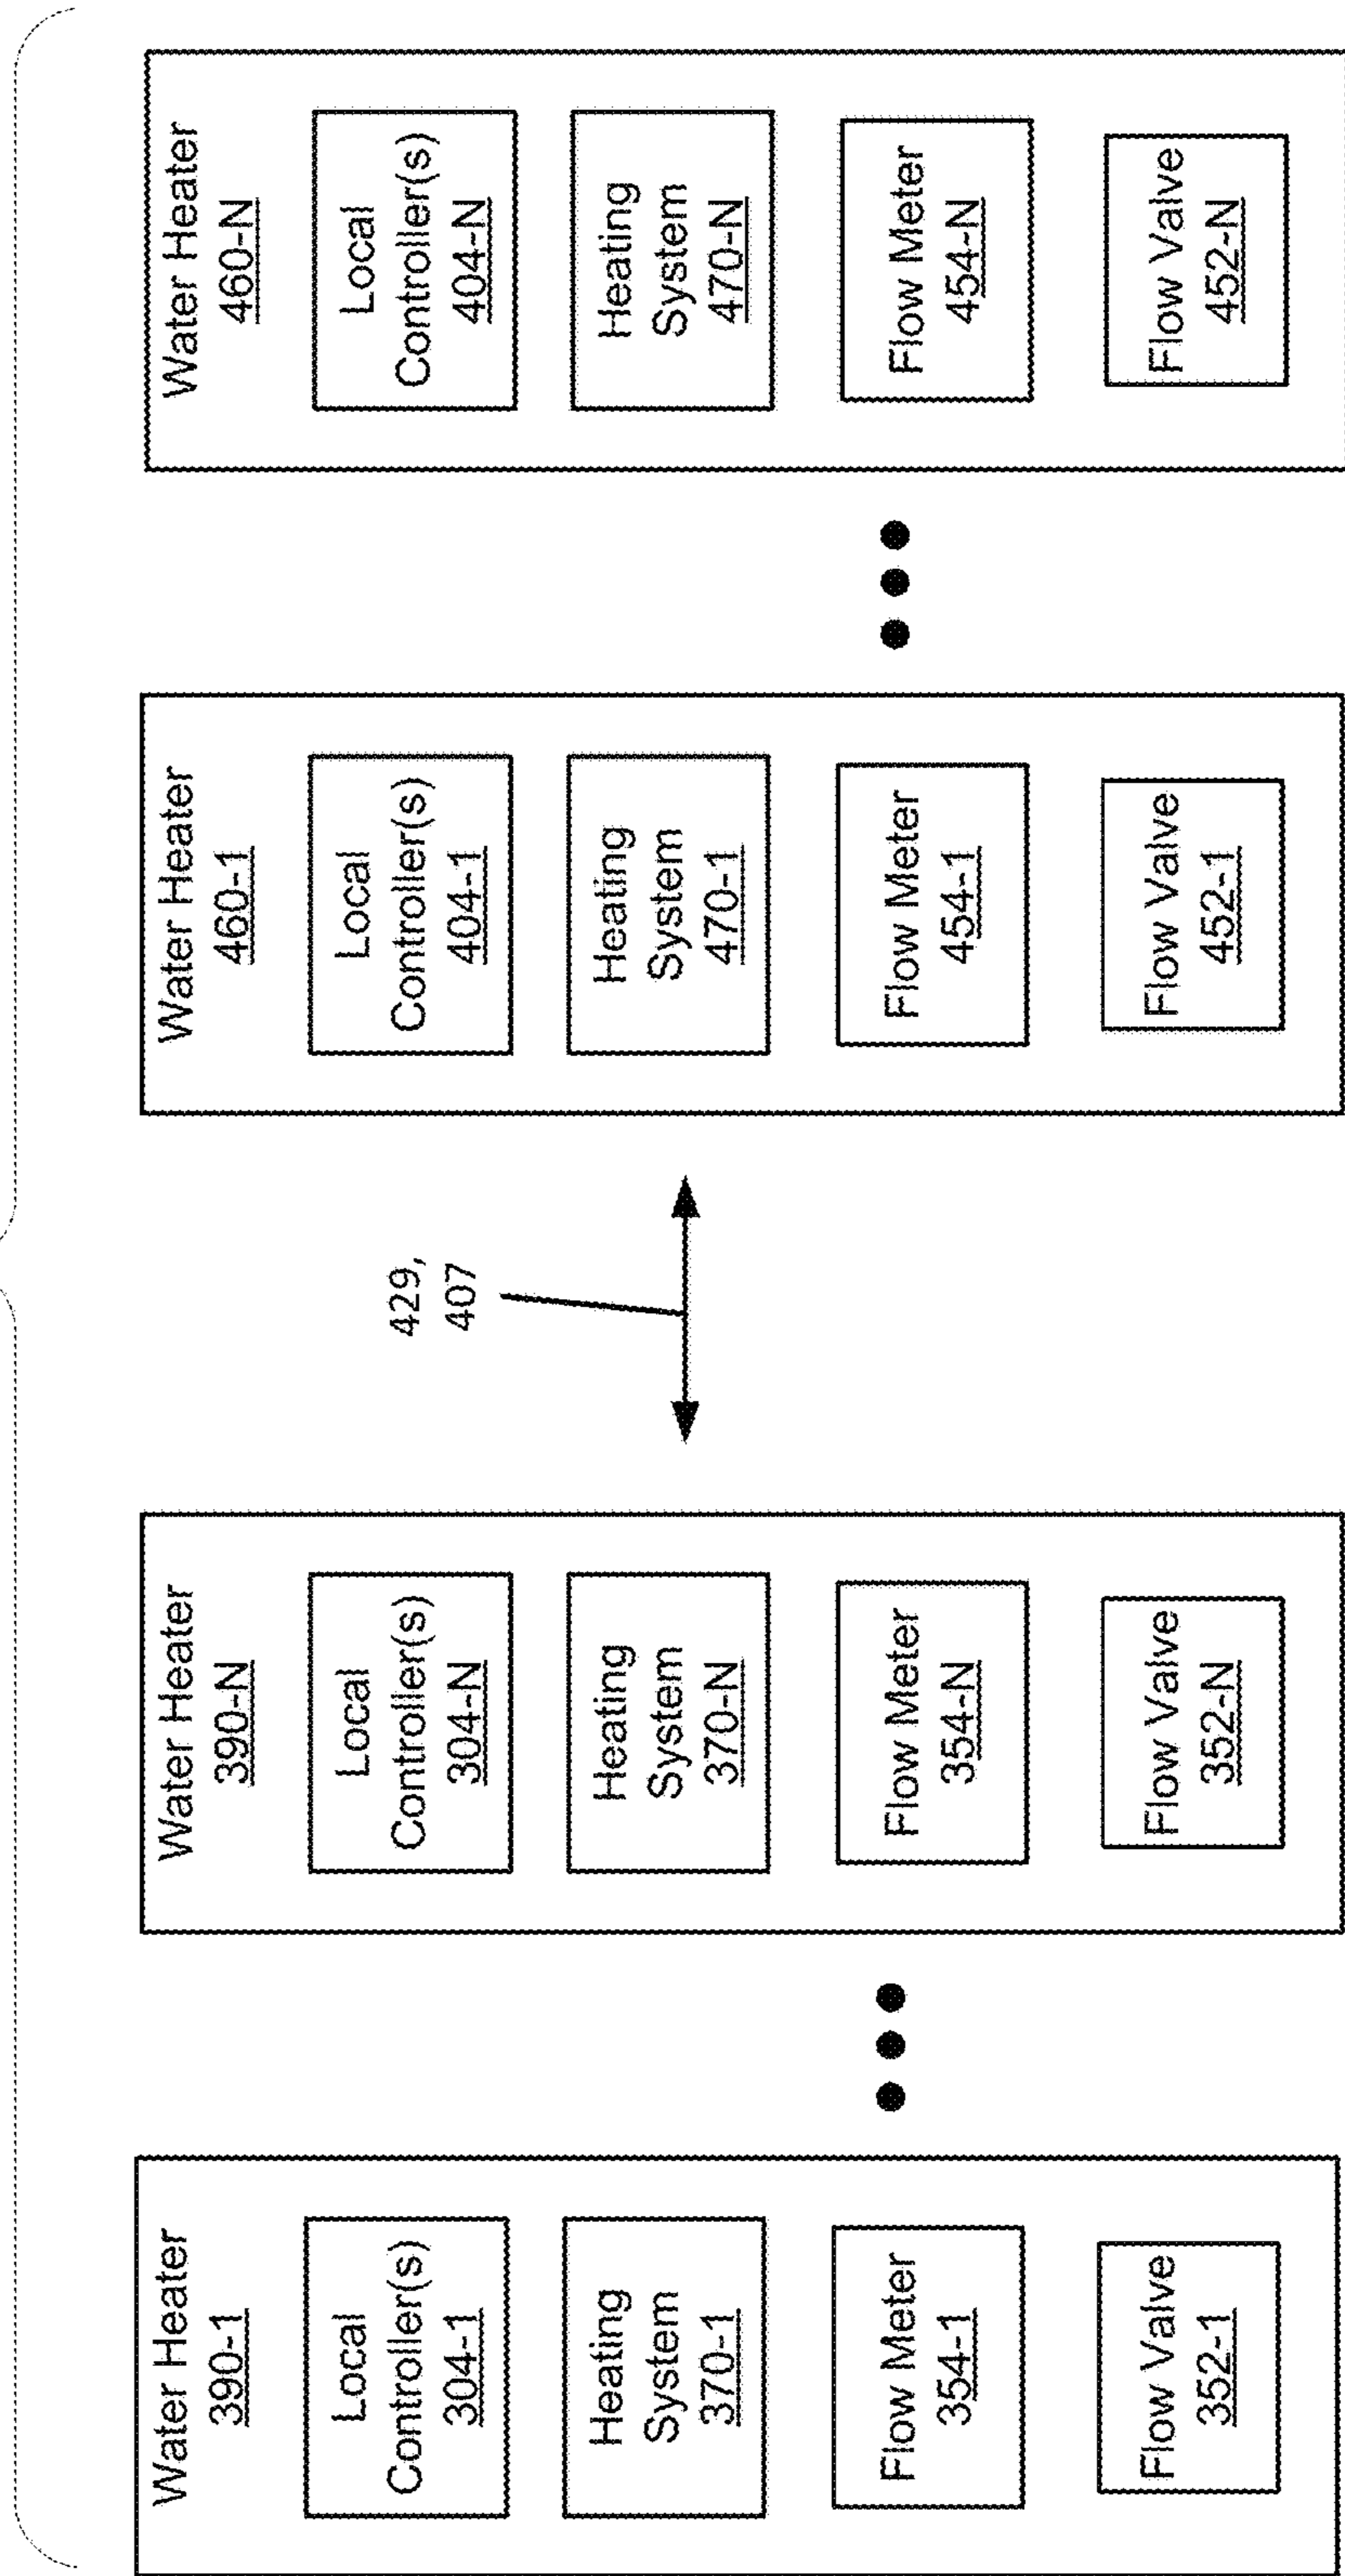 Water Heater
390-1
Local
Controller(s)
304-1
Heating
System
370-1
Flow Meter
354-1
Flow Valve
352-1
Water Heater
390-N
Local
Controller(s)
304-N
Heating
System
370-N
Flow Meter
354-N
Flow Valve
352-N
429,
407
Water Heater
460-1
Local
Controller(s)
404-1
Heating
System
470-1
Flow Meter
454-1
Flow Valve
452-1
Water Heater
460-N
Local
Controller(s)
404-N
Heating
System
470-N
Flow Meter
454-N
Flow Valve
452-N